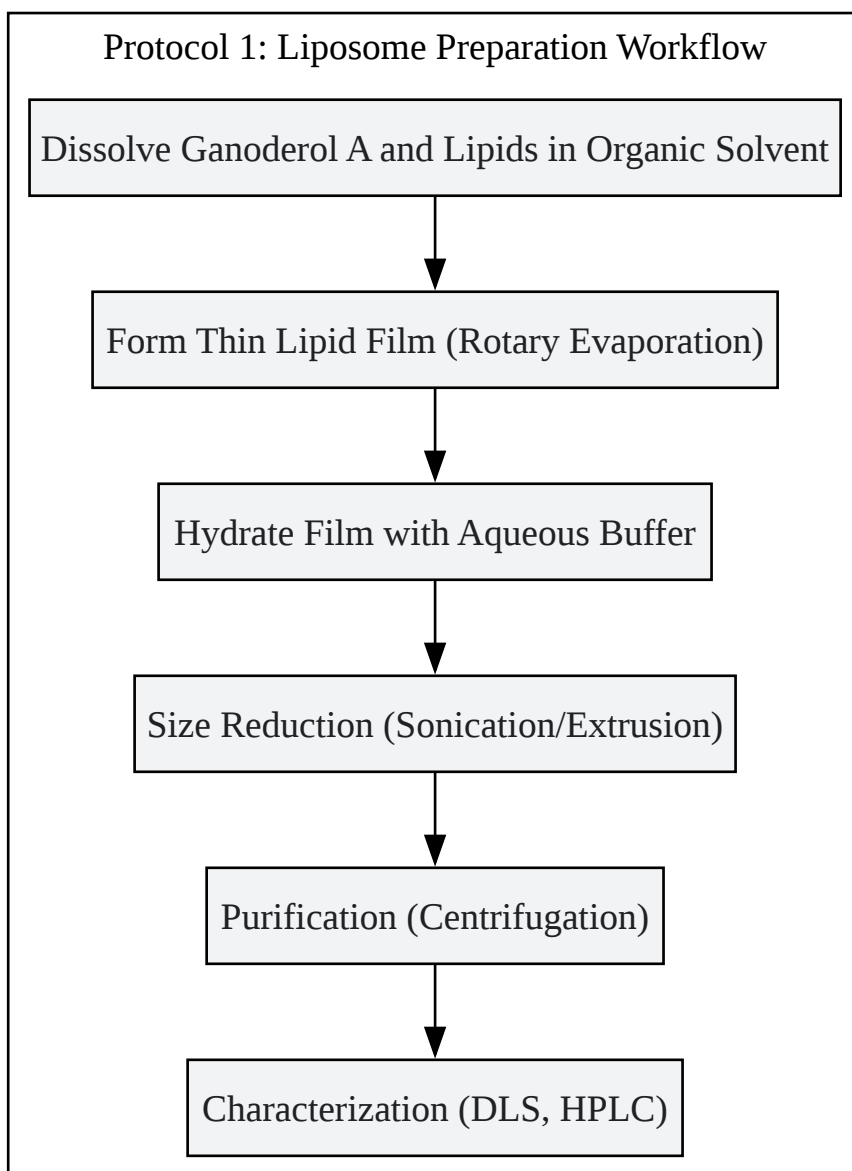 Protocol 1: Liposome Preparation Workflow
Dissolve Ganoderol A and Lipids in Organic Solvent
Form Thin Lipid Film (Rotary Evaporation)
Hydrate Film with Aqueous Buffer
Size Reduction (Sonication/Extrusion)
Purification (Centrifugation)
Characterization (DLS, HPLC)